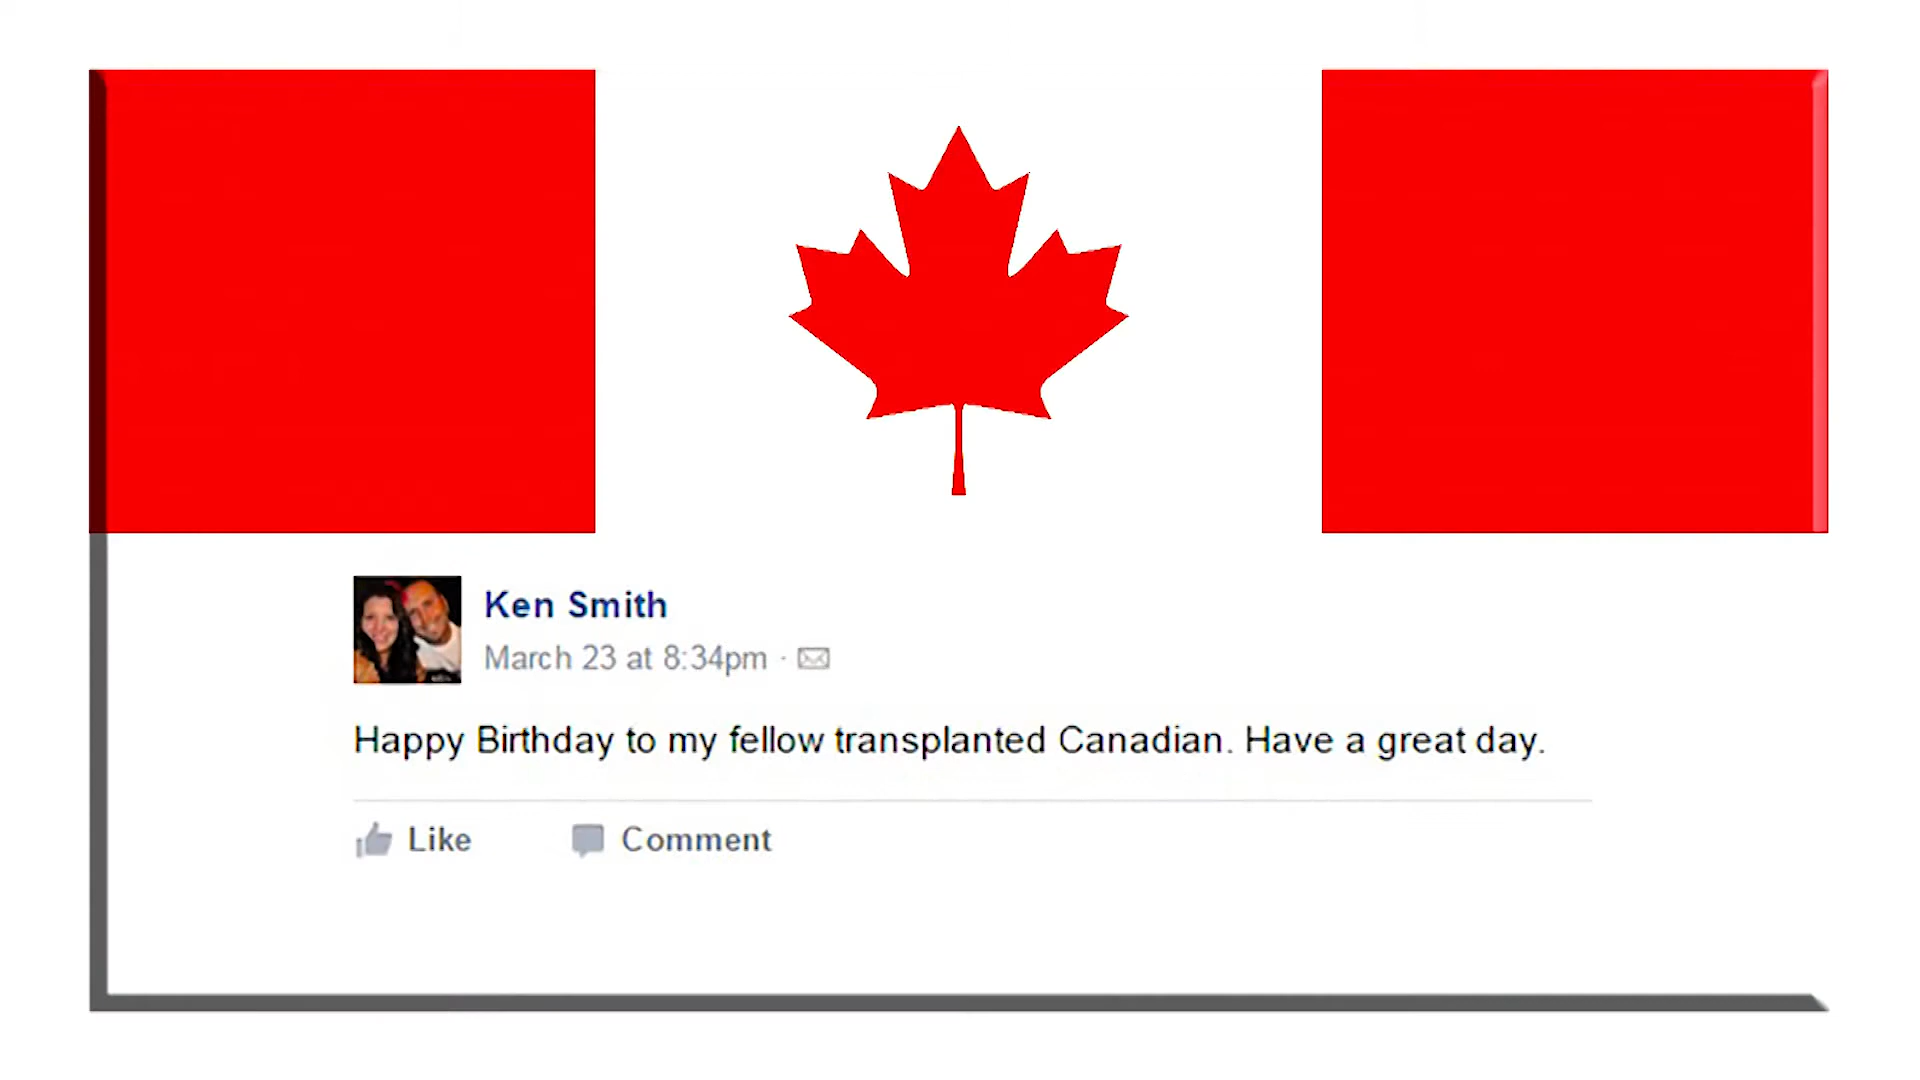 Ken Smith
March 23 at 8:34pm ·
Happy Birthday to my fellow transplanted Canadian. Have a great day.
Like Comment